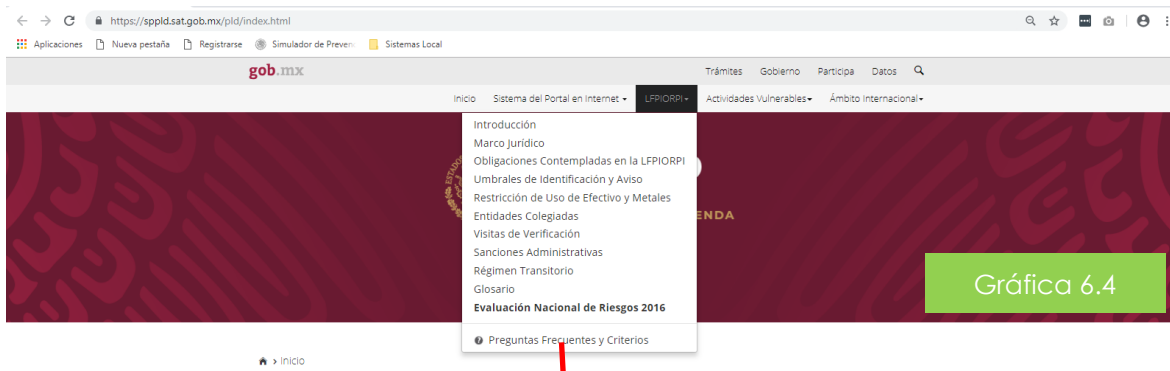 https://sppld.sat.gob.mx/pld/index.html
Aplicaciones Nueva pestaña Registrarse Simulador de Preven Sistemas Local
gob.mx
Trámites Gobierno Participa Datos
Inicio Sistema del Portal en Internet LFPIORPI Actividades Vulnerables Ámbito Internacional
Introducción
Marco Jurídico
Obligaciones Contempladas en la LFPIORPI
Umbrales de Identificación y Aviso
Restricción de Uso de Efectivo y Metales
Entidades Colegiadas
Visitas de Verificación
Sanciones Administrativas
Régimen Transitorio
Glosario
Evaluación Nacional de Riesgos 2016
Preguntas Frecuentes y Criterios
ENDA
Gráfica 6.4
> Inicio